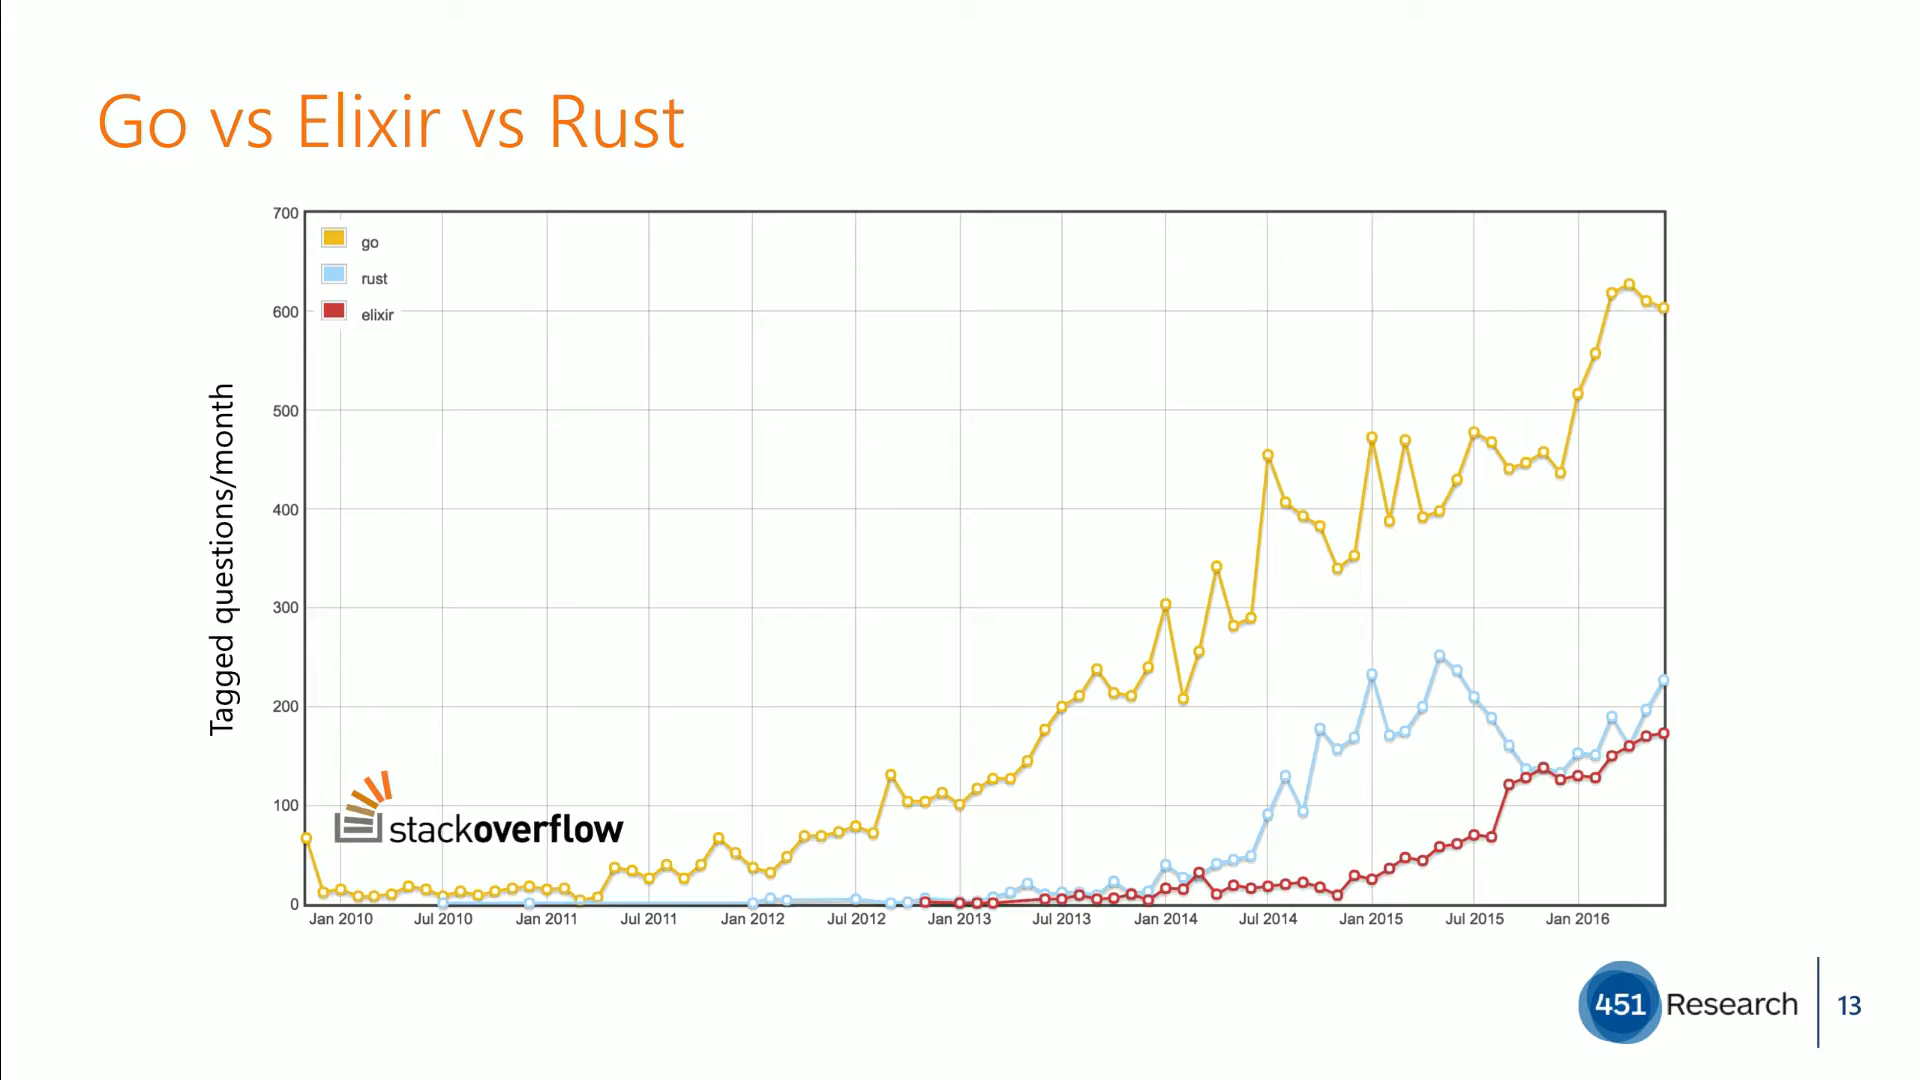 Go vs Elixir vs Rust
700
600
500
400
300
200
100
0
go
rust
elixir
Tagged questions/month
stackoverflow
Jan 2010 Jul 2010 Jan 2011 Jul 2011 Jan 2012 Jul 2012 Jan 2013 Jul 2013 Jan 2014 Jul 2014 Jan 2015 Jul 2015 Jan 2016
451 Research 13